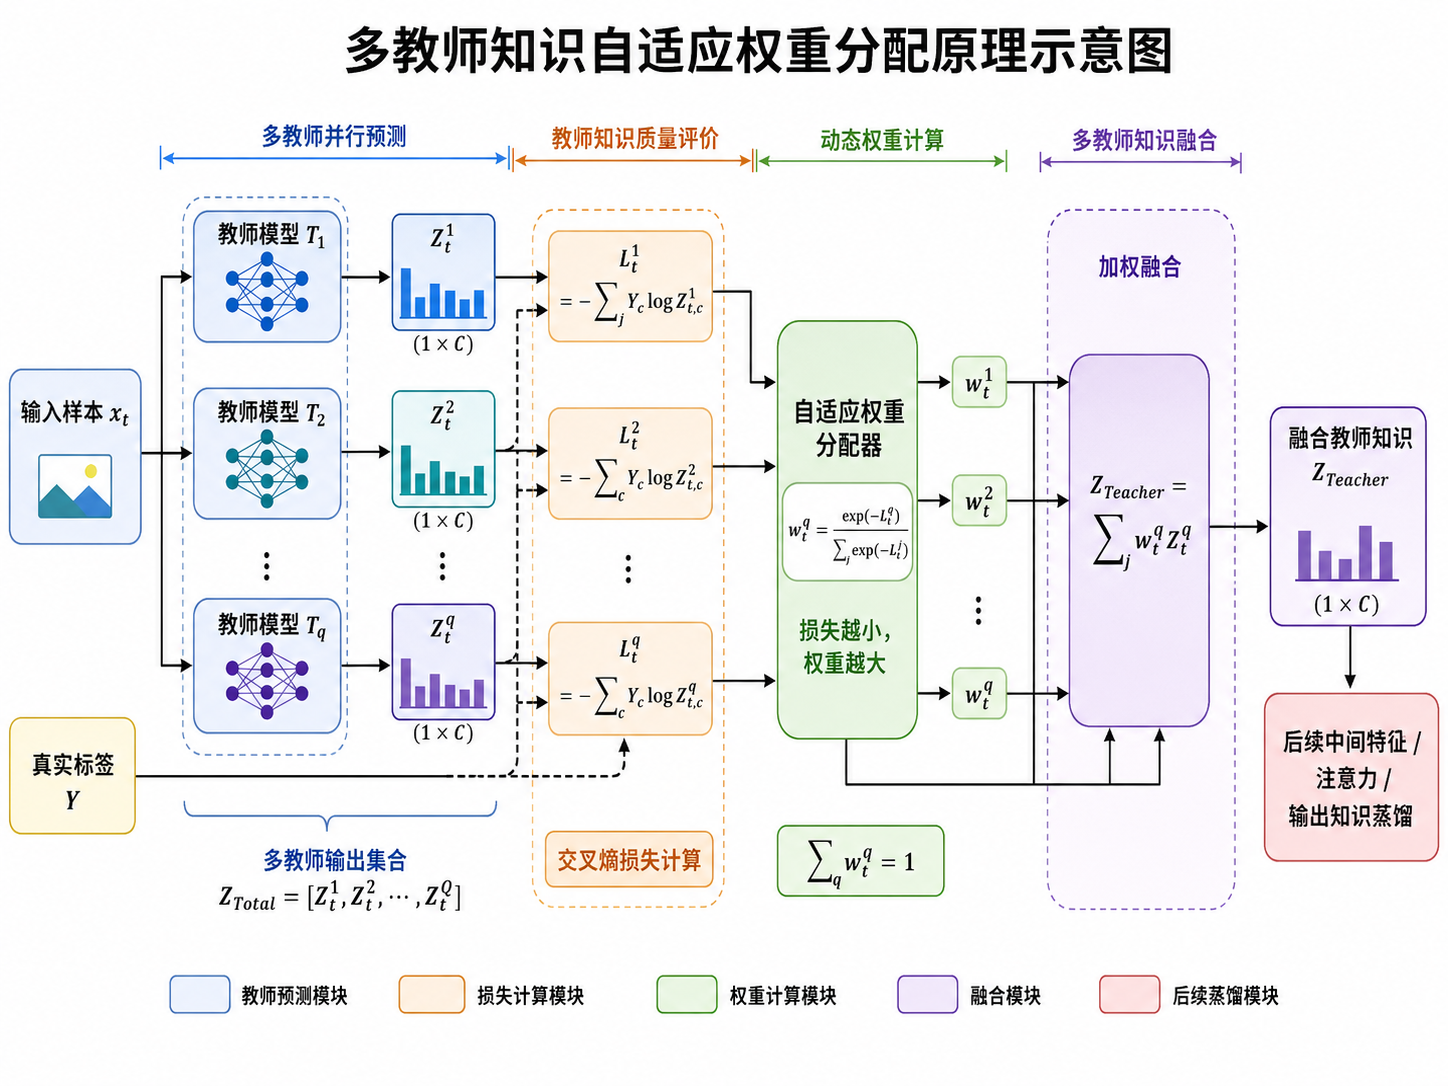 多教师知识自适应权重分配原理示意图
多教师并行预测
教师知识质量评价
动态权重计算
多教师知识融合
输入样本 x_t
真实标签
Y
教师模型 T_1
教师模型 T_2
⋮
教师模型 T_q
Z_t^1
(1 × C)
Z_t^2
(1 × C)
⋮
Z_t^q
(1 × C)
多教师输出集合
Z_{Total} = [Z_t^1, Z_t^2, ⋯, Z_t^Q]
L_t^1
= −∑_j Y_c log Z_{t,c}^1
L_t^2
= −∑_c Y_c log Z_{t,c}^2
⋮
L_t^q
= −∑_c Y_c log Z_{t,c}^q
交叉熵损失计算
自适应权重
分配器
w_t^q = exp(−L_t^q) / ∑_j exp(−L_t^j)
损失越小，
权重越大
w_t^1
w_t^2
⋮
w_t^q
∑_q w_t^q = 1
加权融合
Z_{Teacher} =
∑_j w_t^q Z_t^q
融合教师知识
Z_{Teacher}
(1 × C)
后续中间特征 /
注意力 /
输出知识蒸馏
教师预测模块
损失计算模块
权重计算模块
融合模块
后续蒸馏模块